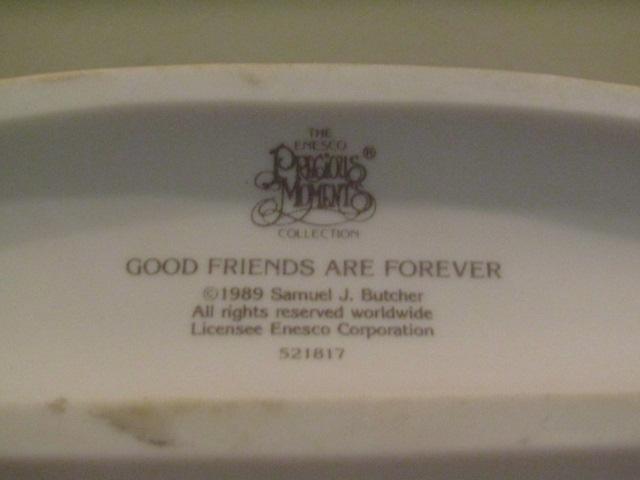 THE
ENESCO
PRECIOUS
MOMENTS®
COLLECTION
GOOD FRIENDS ARE FOREVER
©1989 Samuel J. Butcher
All rights reserved worldwide
Licensee Enesco Corporation
521817